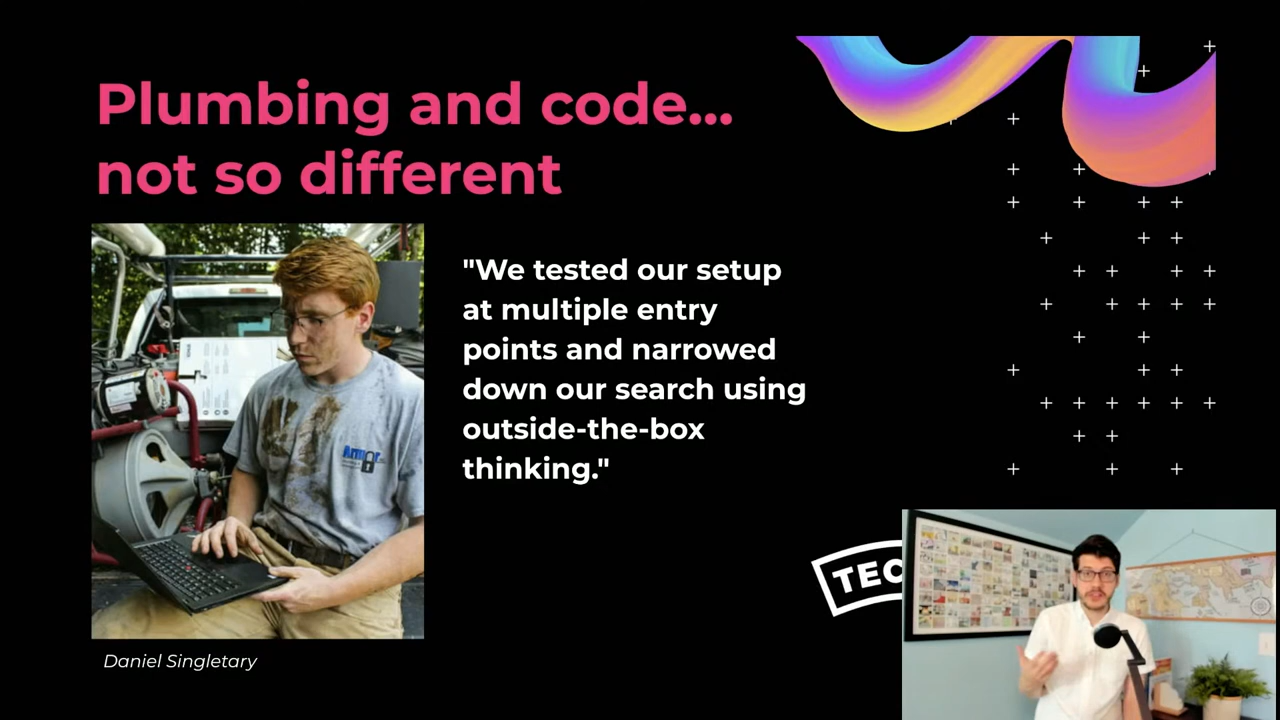 Plumbing and code...
not so different
"We tested our setup
at multiple entry
points and narrowed
down our search using
outside-the-box
thinking."
Daniel Singletary